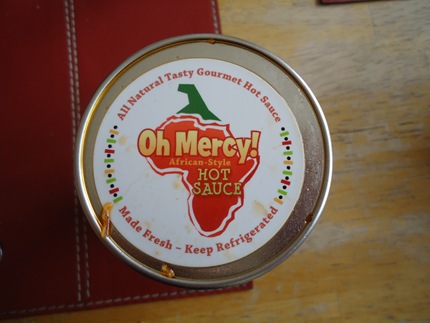 All Natural Tasty Gourmet Hot Sauce
Oh Mercy!
African-Style
HOT
SAUCE
Made Fresh – Keep Refrigerated